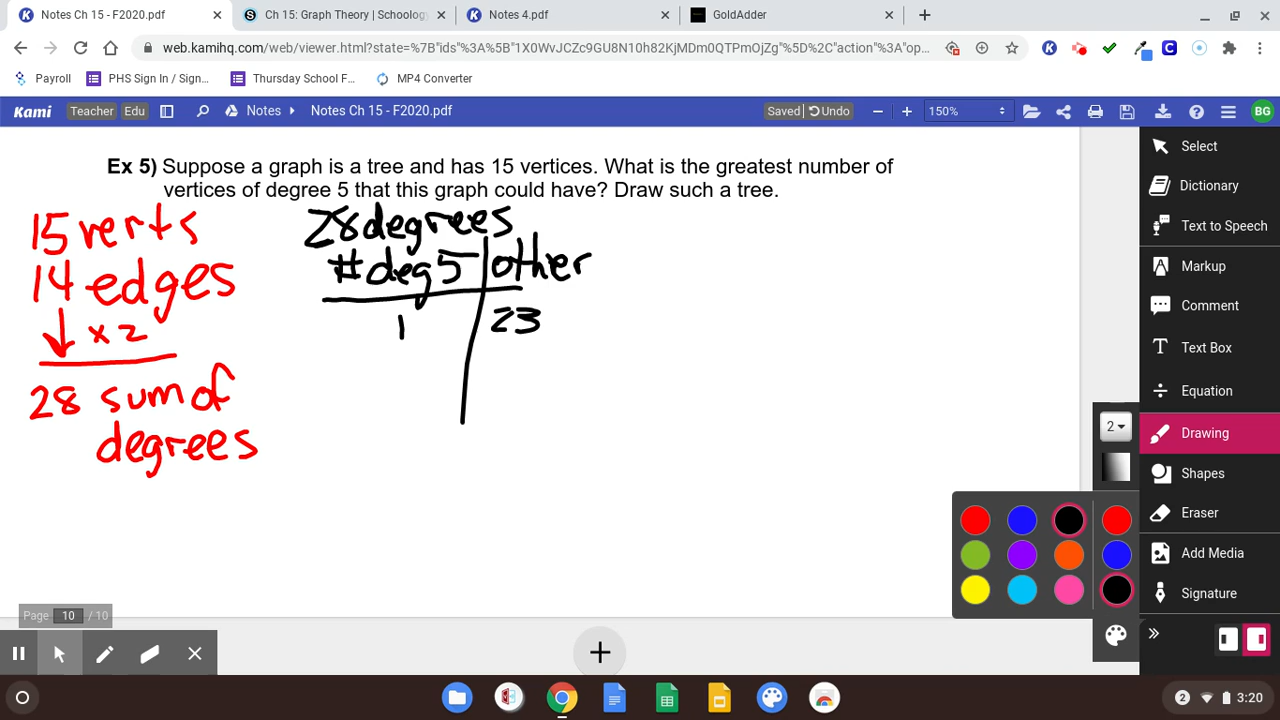 Notes Ch 15 - F2020.pdf
Ch 15: Graph Theory | Schoology
Notes 4.pdf
GoldAdder
web.kamihq.com/web/viewer.html?state=%7B"ids"%3A%5B"1X0WvJCZc9GU8N10h82KjMDm0QTPmOjZg"%5D%2C"action"%3A"op...
Payroll
PHS Sign In / Sign...
Thursday School F...
MP4 Converter
Kami Teacher Edu Notes Notes Ch 15 - F2020.pdf Saved Undo 150% BG
Ex 5) Suppose a graph is a tree and has 15 vertices. What is the greatest number of
vertices of degree 5 that this graph could have? Draw such a tree.
15 verts
14 edges
x 2
28 sum of
degrees
28 degrees
# deg 5 other
1 23
Select
Dictionary
Text to Speech
Markup
Comment
Text Box
Equation
2
Drawing
Shapes
Eraser
Add Media
Signature
Page 10 / 10
2 3:20